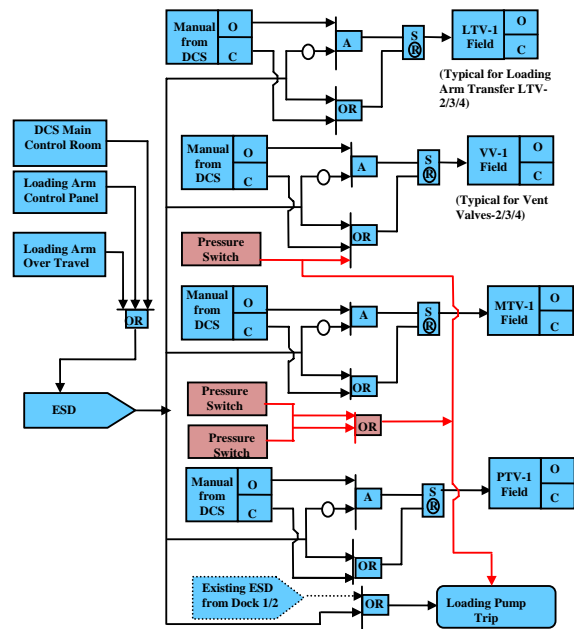 Manual
from
DCS
O
C
A
S
R
LTV-1
Field
O
C
OR
(Typical for Loading
Arm Transfer LTV-
2/3/4)
DCS Main
Control Room
Loading Arm
Control Panel
Loading Arm
Over Travel
OR
ESD
Manual
from
DCS
O
C
A
S
R
VV-1
Field
O
C
OR
(Typical for Vent
Valves-2/3/4)
Pressure
Switch
Manual
from
DCS
O
C
A
S
R
MTV-1
Field
O
C
OR
Pressure
Switch
Pressure
Switch
OR
Manual
from
DCS
O
C
A
S
R
PTV-1
Field
O
C
OR
Existing ESD
from Dock 1/2
OR
Loading Pump
Trip